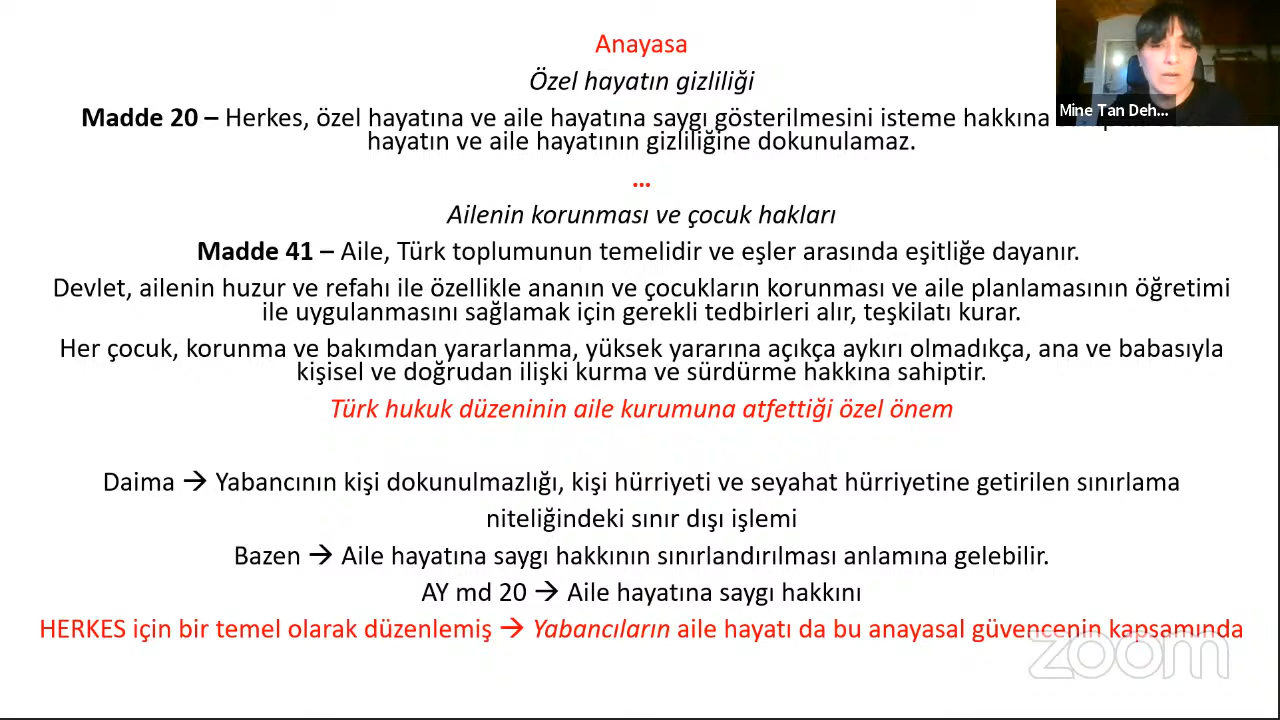 Anayasa
Özel hayatın gizliliği
Madde 20 – Herkes, özel hayatına ve aile hayatına saygı gösterilmesini isteme hakkına
hayatın ve aile hayatının gizliliğine dokunulamaz.
...
Ailenin korunması ve çocuk hakları
Madde 41 – Aile, Türk toplumunun temelidir ve eşler arasında eşitliğe dayanır.
Devlet, ailenin huzur ve refahı ile özellikle ananın ve çocukların korunması ve aile planlamasının öğretimi
ile uygulanmasını sağlamak için gerekli tedbirleri alır, teşkilatı kurar.
Her çocuk, korunma ve bakımdan yararlanma, yüksek yararına açıkça aykırı olmadıkça, ana ve babasıyla
kişisel ve doğrudan ilişki kurma ve sürdürme hakkına sahiptir.
Türk hukuk düzeninin aile kurumuna atfettiği özel önem
Daima → Yabancının kişi dokunulmazlığı, kişi hürriyeti ve seyahat hürriyetine getirilen sınırlama
niteliğindeki sınır dışı işlemi
Bazen → Aile hayatına saygı hakkının sınırlandırılması anlamına gelebilir.
AY md 20 → Aile hayatına saygı hakkını
HERKES için bir temel olarak düzenlemiş → Yabancıların aile hayatı da bu anayasal güvencenin kapsamında
Mine Tan Deh...
zoom